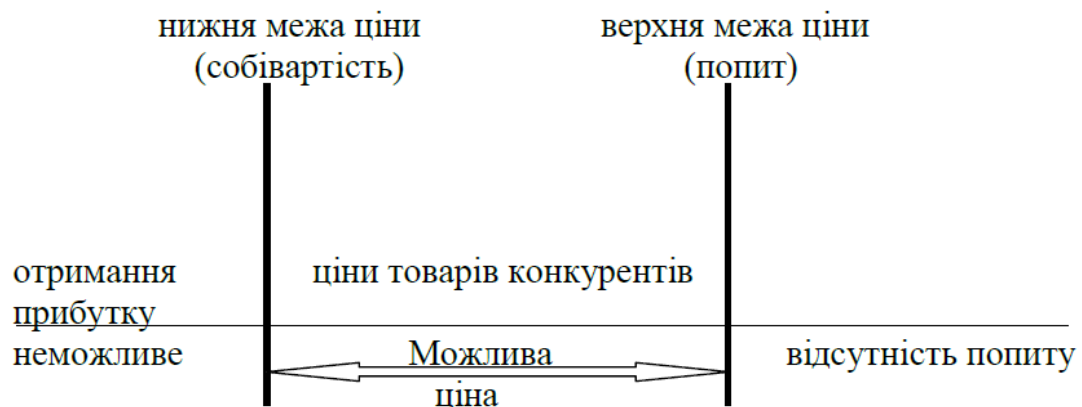 нижня межа ціни
(собівартість)
верхня межа ціни
(попит)
отримання
прибутку
неможливе
ціни товарів конкурентів
Можлива
ціна
відсутність попиту